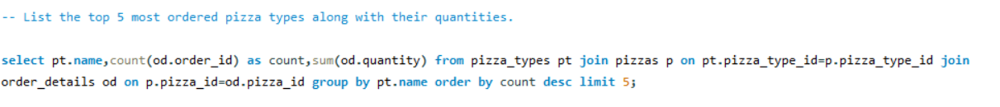 -- List the top 5 most ordered pizza types along with their quantities.
select pt.name,count(od.order_id) as count,sum(od.quantity) from pizza_types pt join pizzas p on pt.pizza_type_id=p.pizza_type_id join
order_details od on p.pizza_id=od.pizza_id group by pt.name order by count desc limit 5;